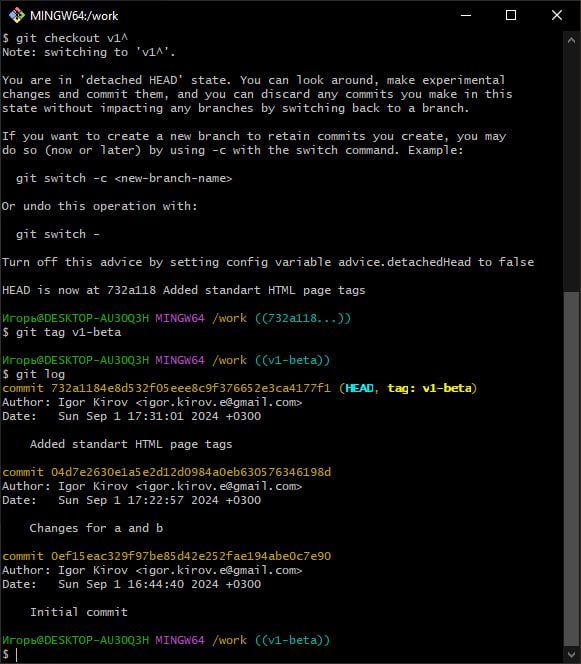 MINGW64:/work
$ git checkout v1^
Note: switching to 'v1^'.
You are in 'detached HEAD' state. You can look around, make experimental
changes and commit them, and you can discard any commits you make in this
state without impacting any branches by switching back to a branch.
If you want to create a new branch to retain commits you create, you may
do so (now or later) by using -c with the switch command. Example:
git switch -c <new-branch-name>
Or undo this operation with:
git switch -
Turn off this advice by setting config variable advice.detachedHead to false
HEAD is now at 732a118 Added standart HTML page tags
Игорь@DESKTOP-AU3OQ3H MINGW64 /work ((732a118...))
$ git tag v1-beta
Игорь@DESKTOP-AU3OQ3H MINGW64 /work ((v1-beta))
$ git log
commit 732a1184e8d532f05eee8c9f376652e3ca4177f1 (HEAD, tag: v1-beta)
Author: Igor Kirov <igor.kirov.e@gmail.com>
Date:   Sun Sep 1 17:31:01 2024 +0300
Added standart HTML page tags
commit 04d7e2630e1a5e2d12d0984a0eb630576346198d
Author: Igor Kirov <igor.kirov.e@gmail.com>
Date:   Sun Sep 1 17:22:57 2024 +0300
Changes for a and b
commit 0ef15eac329f97be85d42e252fae194abe0c7e90
Author: Igor Kirov <igor.kirov.e@gmail.com>
Date:   Sun Sep 1 16:44:40 2024 +0300
Initial commit
Игорь@DESKTOP-AU3OQ3H MINGW64 /work ((v1-beta))
$